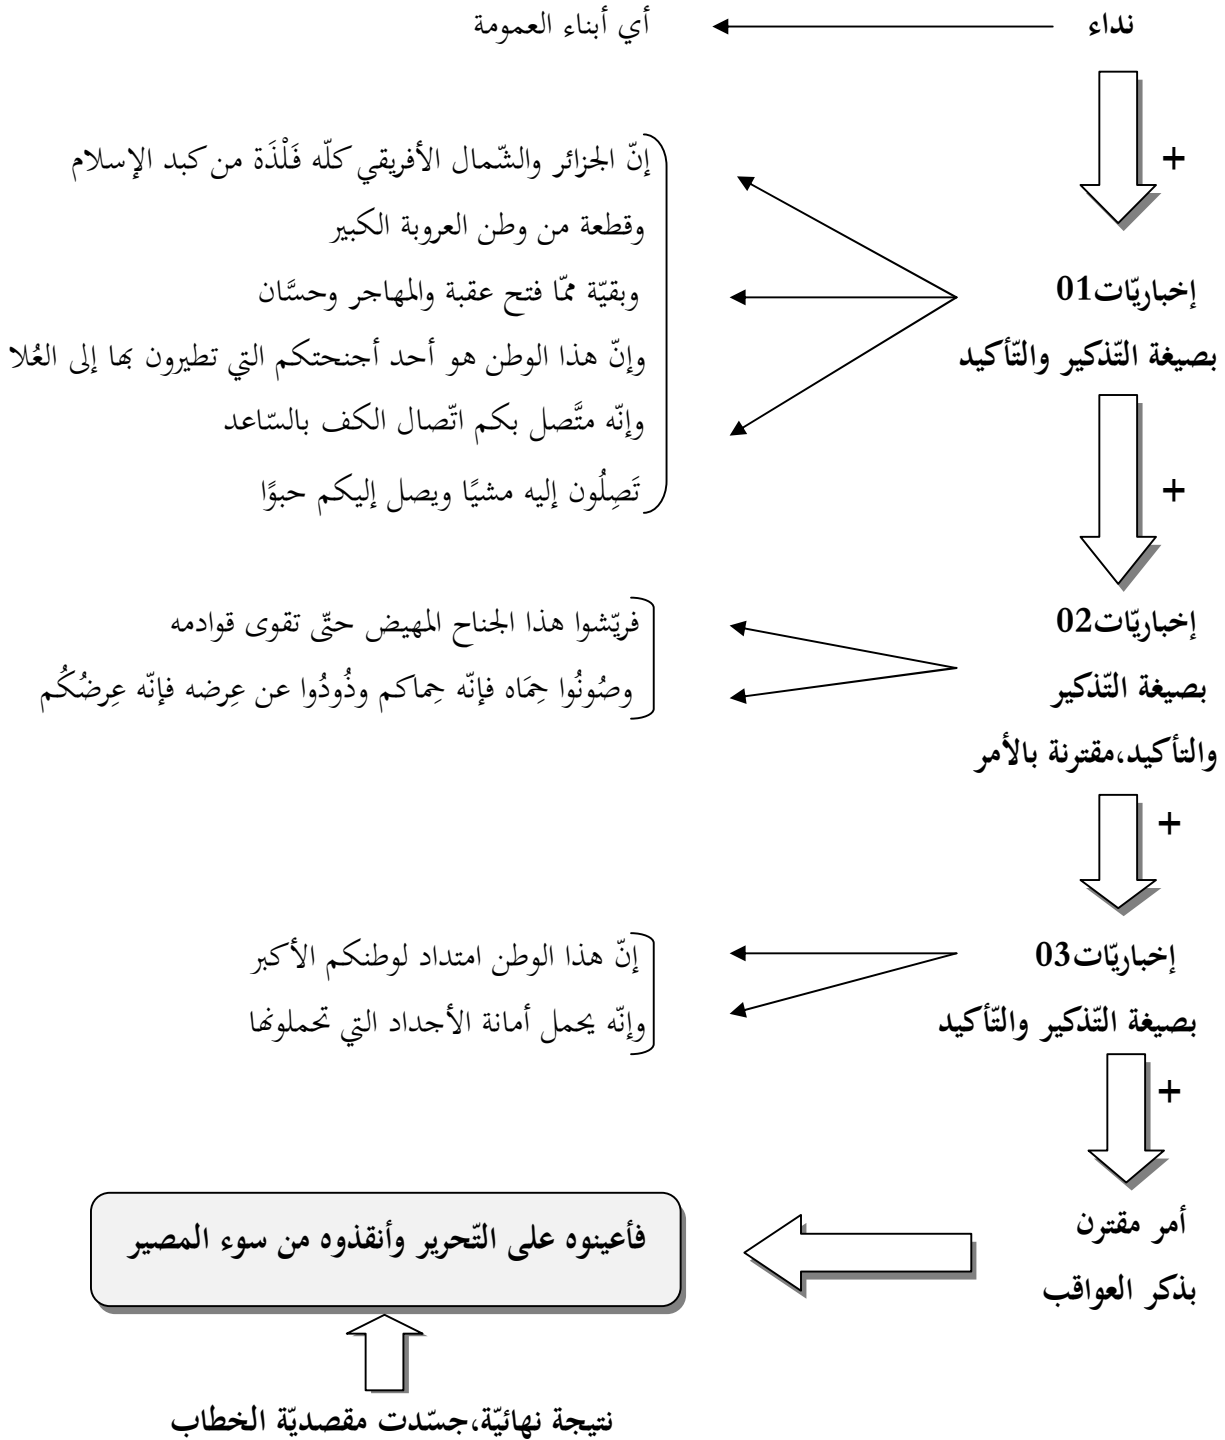 نداء
أي أبناء العمومة
+
إخباريّات01
بصيغة التّذكير والتّأكيد
إنّ الجزائر والشّمال الأفريقي كلّه فَلْذَة من كبد الإسلام
وقطعة من وطن العروبة الكبير
وبقيّة ممّا فتح عقبة والمهاجر وحسَّان
وإنّ هذا الوطن هو أحد أجنحتكم التي تطيرون بها إلى العُلا
وإنّه متَّصل بكم اتّصال الكف بالسّاعد
تَصِلُون إليه مشيًا ويصل إليكم حبوًا
+
إخباريّات02
بصيغة التّذكير
والتأكيد،مقترنة بالأمر
فريّشوا هذا الجناح المهيض حتّى تقوى قوادمه
وصُونُوا حِمَاه فإنّه حِماكم وذُودُوا عن عِرضه فإنّه عِرضُكُم
+
إخباريّات03
بصيغة التّذكير والتّأكيد
إنّ هذا الوطن امتداد لوطنكم الأكبر
وإنّه يحمل أمانة الأجداد التي تحملونها
+
أمر مقترن
بذكر العواقب
فأعينوه على التّحرير وأنقذوه من سوء المصير
نتيجة نهائيّة،جسّدت مقصديّة الخطاب